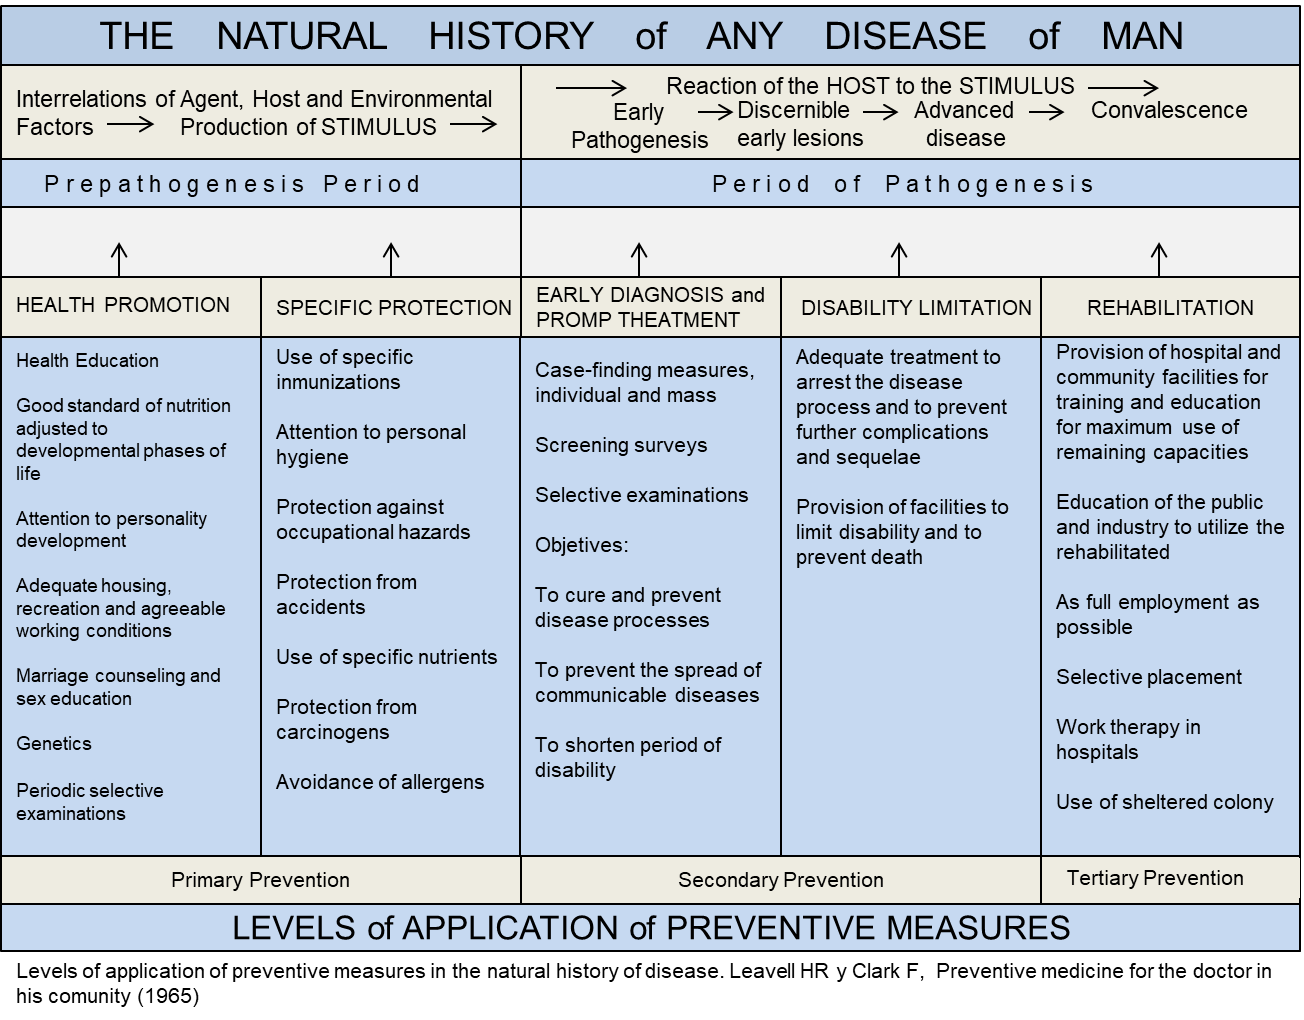 THE NATURAL HISTORY of ANY DISEASE of MAN
Interrelations of Agent, Host and Environmental
Factors
Production of STIMULUS
Reaction of the HOST to the STIMULUS
Early
Pathogenesis
Discernible
early lesions
Advanced
disease
Convalescence
Prepathogenesis Period
Period of Pathogenesis
HEALTH PROMOTION
SPECIFIC PROTECTION
EARLY DIAGNOSIS and
PROMP THEATMENT
DISABILITY LIMITATION
REHABILITATION
Health Education
Good standard of nutrition
adjusted to
developmental phases of
life
Attention to personality
development
Adequate housing,
recreation and agreeable
working conditions
Marriage counseling and
sex education
Genetics
Periodic selective
examinations
Use of specific
inmunizations
Attention to personal
hygiene
Protection against
occupational hazards
Protection from
accidents
Use of specific nutrients
Protection from
carcinogens
Avoidance of allergens
Case-finding measures,
individual and mass
Screening surveys
Selective examinations
Objetives:
To cure and prevent
disease processes
To prevent the spread of
communicable diseases
To shorten period of
disability
Adequate treatment to
arrest the disease
process and to prevent
further complications
and sequelae
Provision of facilities to
limit disability and to
prevent death
Provision of hospital and
community facilities for
training and education
for maximum use of
remaining capacities
Education of the public
and industry to utilize the
rehabilitated
As full employment as
possible
Selective placement
Work therapy in
hospitals
Use of sheltered colony
Primary Prevention
Secondary Prevention
Tertiary Prevention
LEVELS of APPLICATION of PREVENTIVE MEASURES
Levels of application of preventive measures in the natural history of disease. Leavell HR y Clark F, Preventive medicine for the doctor in
his comunity (1965)